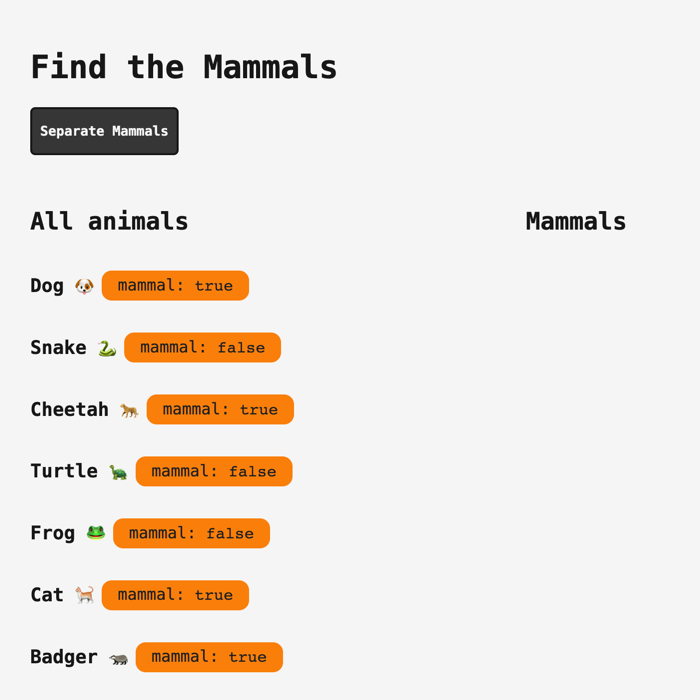 Find the Mammals
Separate Mammals
All animals
Mammals
Dog 🐶 mammal: true
Snake 🐍 mammal: false
Cheetah 🐆 mammal: true
Turtle 🐢 mammal: false
Frog 🐸 mammal: false
Cat 🐈 mammal: true
Badger 🦡 mammal: true